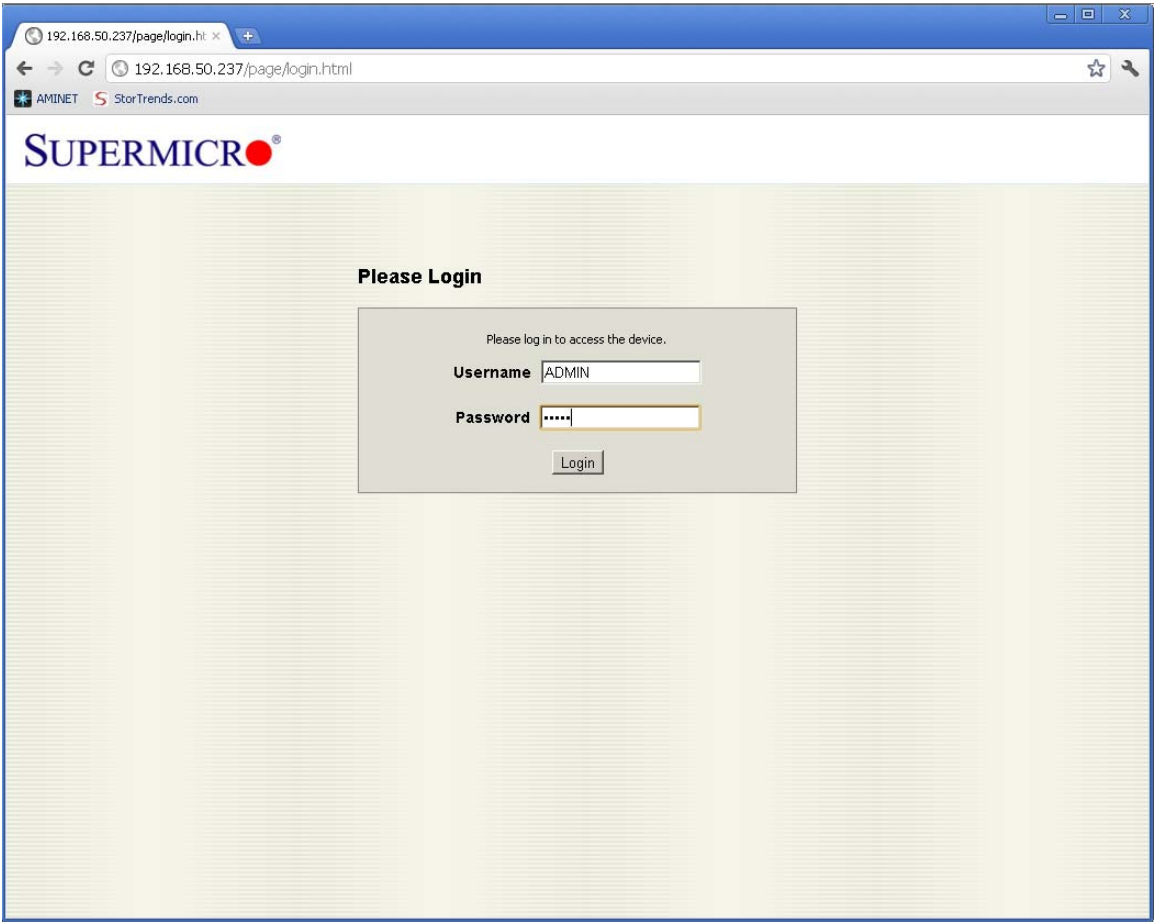 192.168.50.237/page/login.ht
192.168.50.237/page/login.html
AMINET StorTrends.com
SUPERMICRO®
Please Login
Please log in to access the device.
Username ADMIN
Password •••••
Login